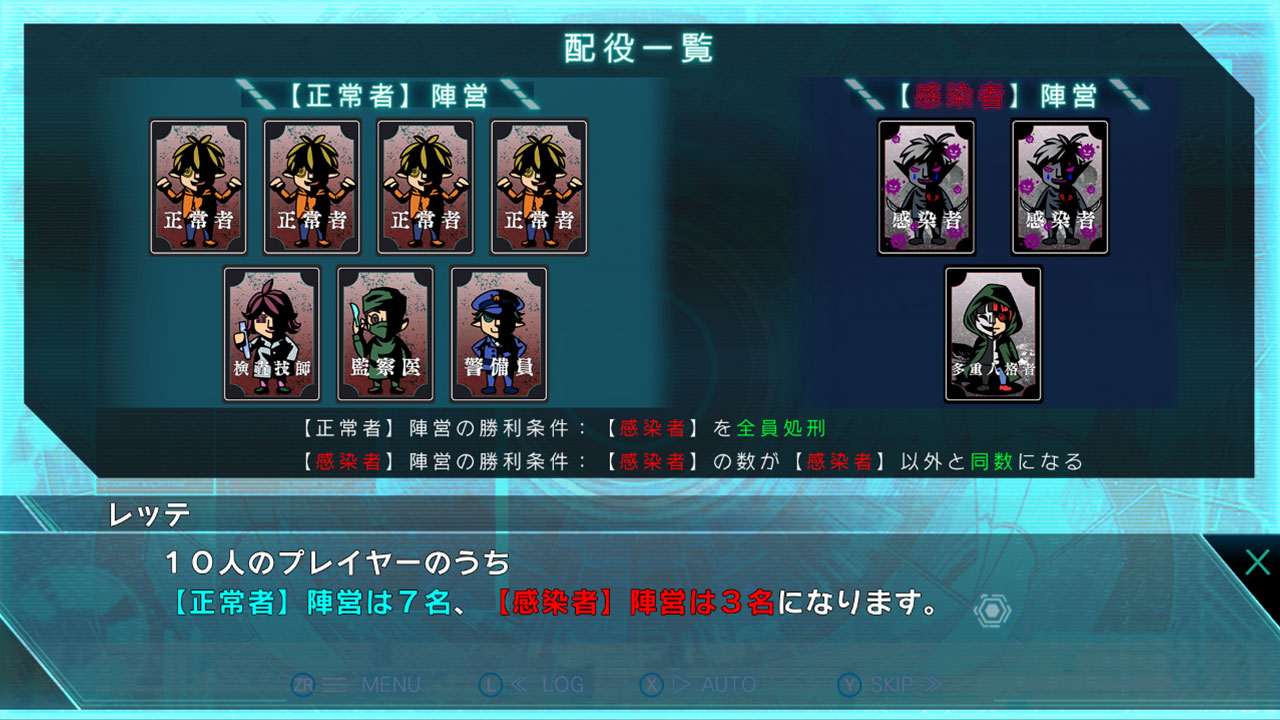 配役一覧
【正常者】陣営
【感染者】陣営
正常者 正常者 正常者 正常者
感染者 感染者
検査技師 監察医 警備員
多重人格者
【正常者】陣営の勝利条件：【感染者】を全員処刑
【感染者】陣営の勝利条件：【感染者】の数が【感染者】以外と同数になる
レッテ
１０人のプレイヤーのうち
【正常者】陣営は７名、【感染者】陣営は３名になります。
ZR MENU L LOG X AUTO Y SKIP